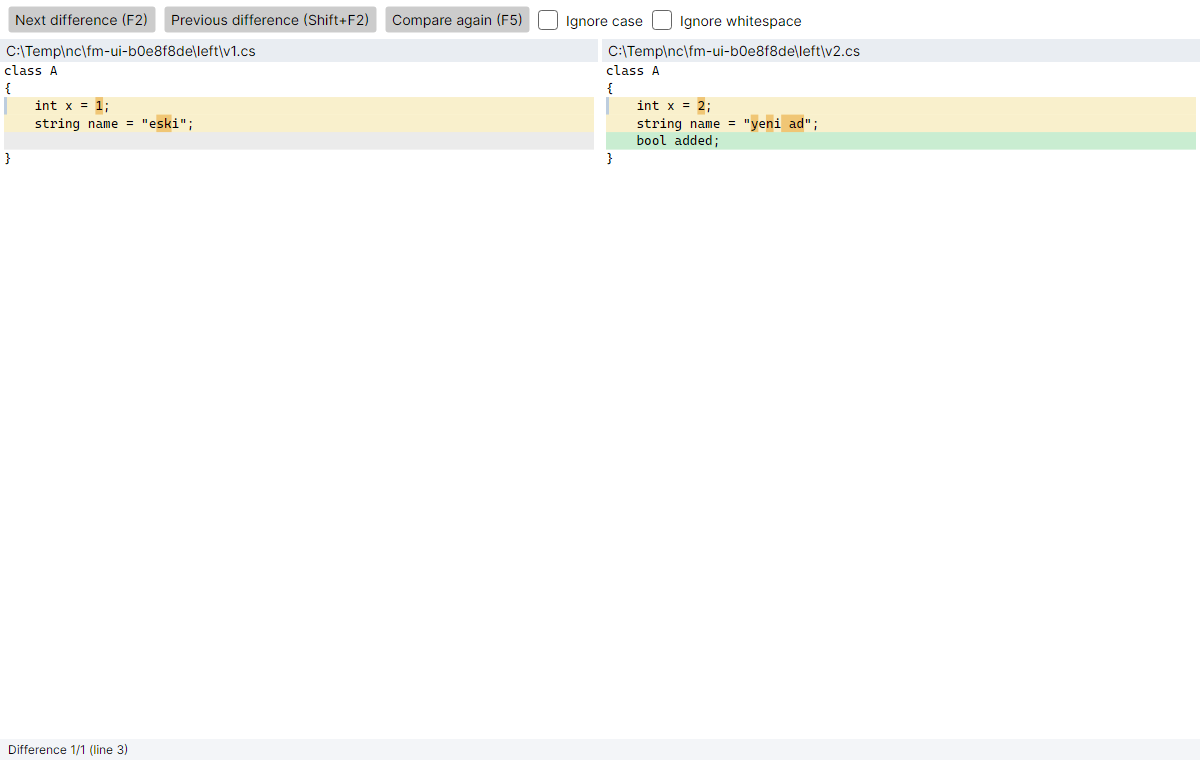 Next difference (F2) Previous difference (Shift+F2) Compare again (F5) Ignore case Ignore whitespace
C:\Temp\nc\fm-ui-b0e8f8de\left\v1.cs
class A
{
    int x = 1;
    string name = "eski";
}
C:\Temp\nc\fm-ui-b0e8f8de\left\v2.cs
class A
{
    int x = 2;
    string name = "yeni ad";
    bool added;
}
Difference 1/1 (line 3)